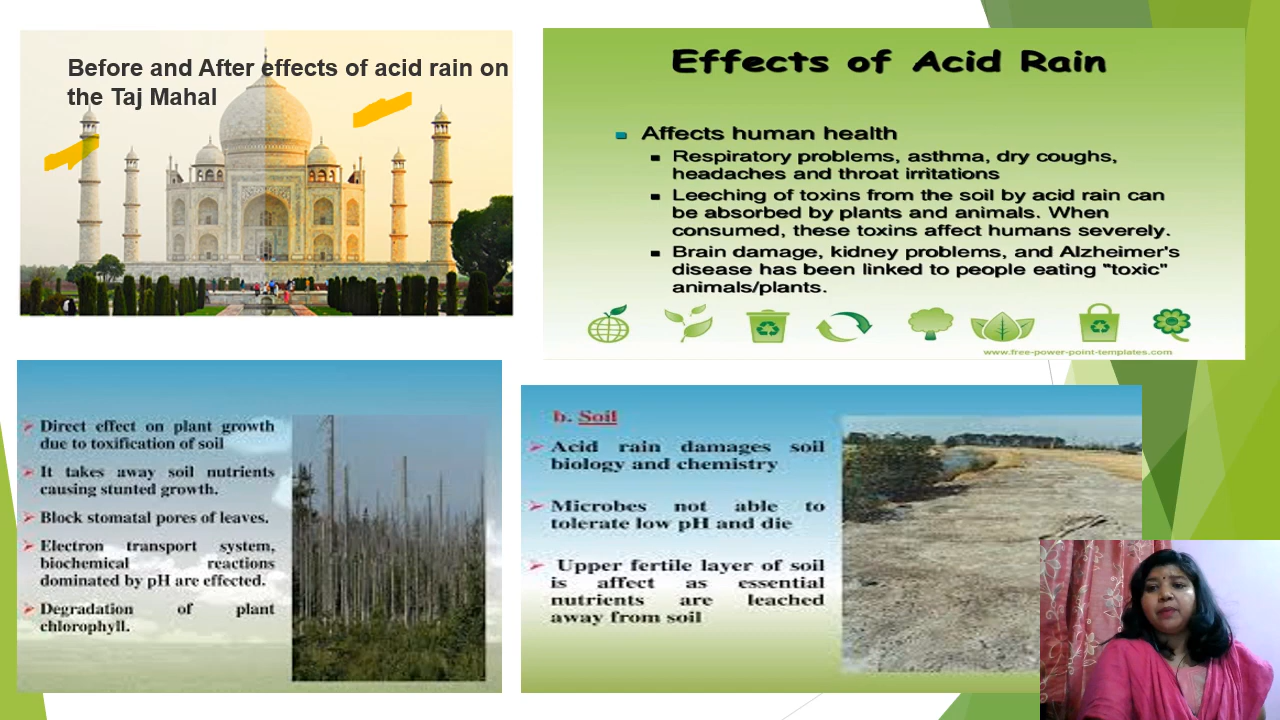 Before and After effects of acid rain on
the Taj Mahal
Effects of Acid Rain
Affects human health
Respiratory problems, asthma, dry coughs,
headaches and throat irritations
Leeching of toxins from the soil by acid rain can
be absorbed by plants and animals. When
consumed, these toxins affect humans severely.
Brain damage, kidney problems, and Alzheimer's
disease has been linked to people eating "toxic"
animals/plants.
www.free-power-point-templates.com
Direct effect on plant growth
due to toxification of soil
It takes away soil nutrients
causing stunted growth.
Block stomatal pores of leaves.
Electron transport system,
biochemical reactions
dominated by pH are effected.
Degradation of plant
chlorophyll.
b. Soil
Acid rain damages soil
biology and chemistry
Microbes not able to
tolerate low pH and die
Upper fertile layer of soil
is affect as essential
nutrients are leached
away from soil